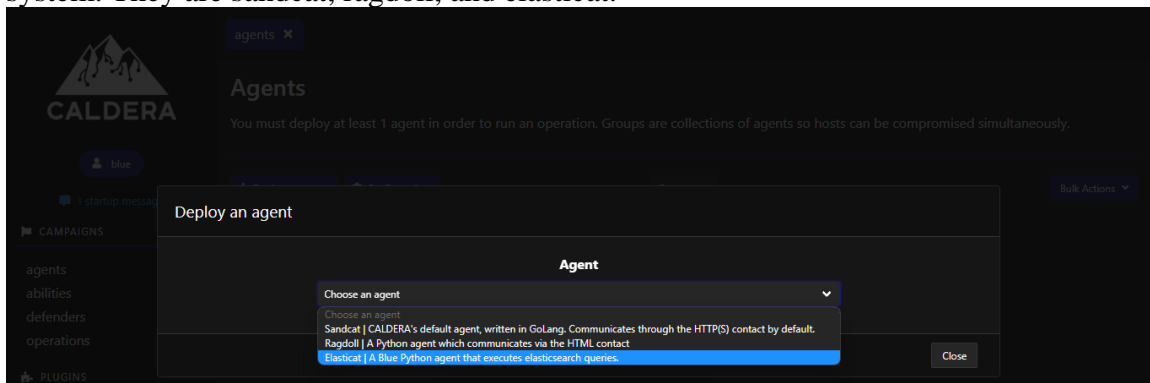 system. They are sandcat, ragdoll, and elasticat.
agents ✖
CALDERA
Agents
You must deploy at least 1 agent in order to run an operation. Groups are collections of agents so hosts can be compromised simultaneously.
blue
1 startup messag
Bulk Actions
Deploy an agent
CAMPAIGNS
Agent
agents
Choose an agent
abilities
Choose an agent
defenders
Sandcat | CALDERA's default agent, written in GoLang. Communicates through the HTTP(S) contact by default.
operations
Ragdoll | A Python agent which communicates via the HTML contact
Elasticat | A Blue Python agent that executes elasticsearch queries.
Close
PLUGINS